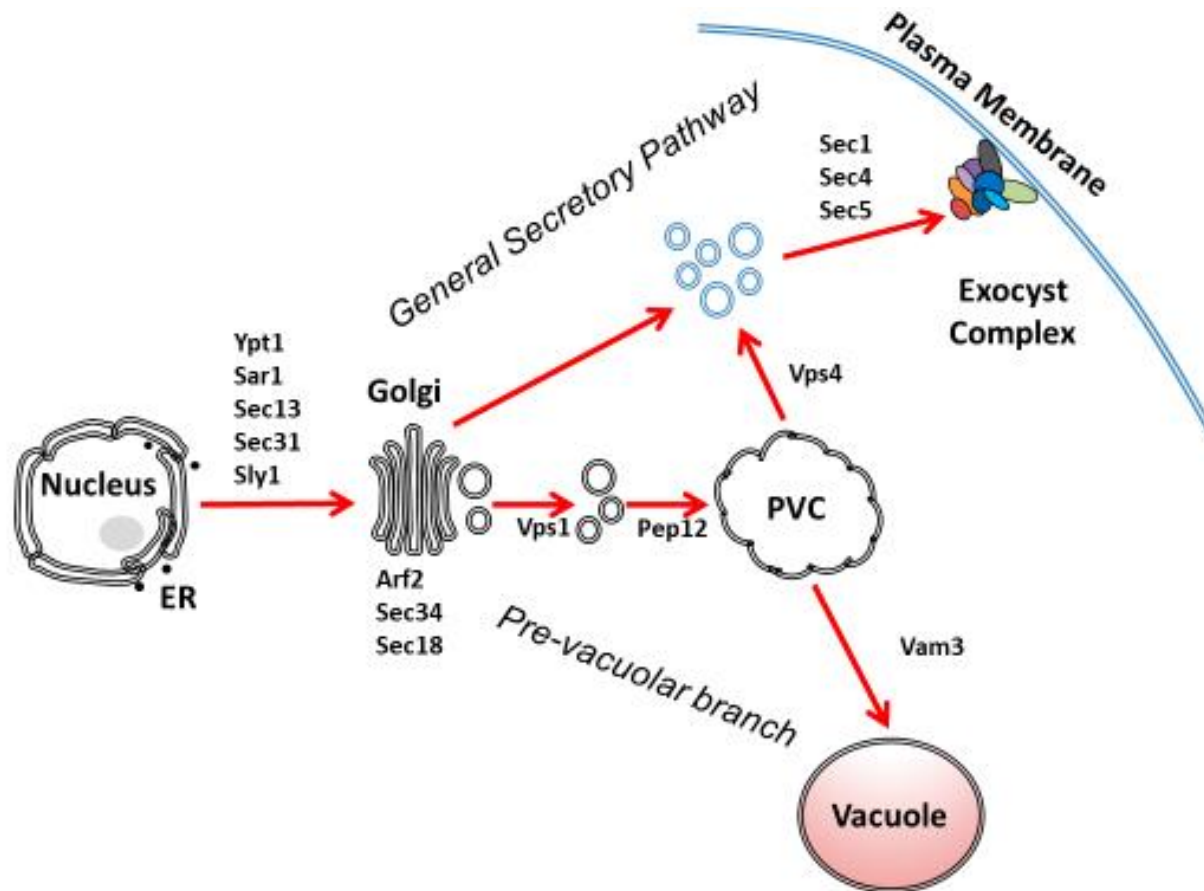 Plasma Membrane
General Secretory Pathway
Sec1
Sec4
Sec5
Exocyst
Complex
Ypt1
Sar1
Sec13
Sec31
Sly1
Golgi
Vps4
Nucleus
ER
Vps1
Pep12
PVC
Arf2
Sec34
Sec18
Pre-vacuolar branch
Vam3
Vacuole